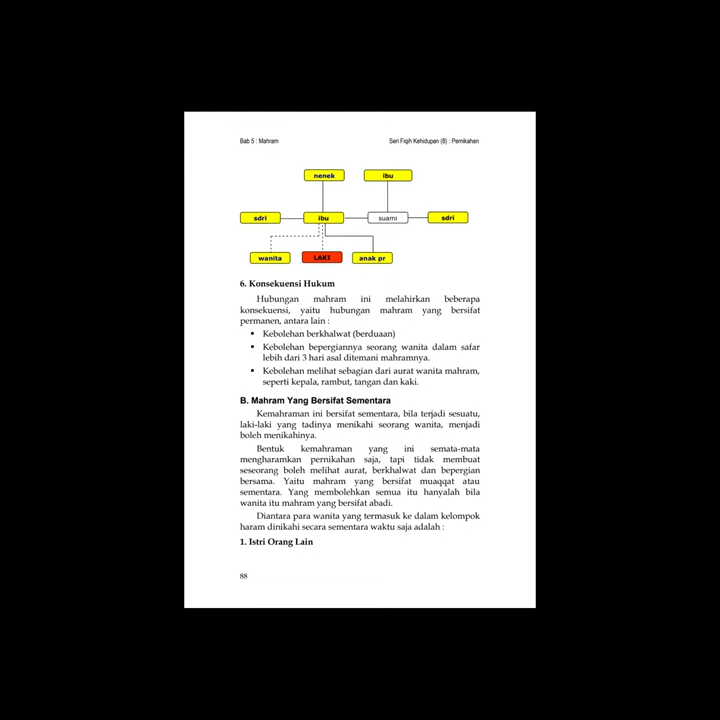 Bab 5 : Mahram Seri Fiqih Kehidupan (8) : Pernikahan
nenek ibu
sdri ibu suami sdri
wanita LAKI anak pr
6. Konsekuensi Hukum
Hubungan mahram ini melahirkan beberapa
konsekuensi, yaitu hubungan mahram yang bersifat
permanen, antara lain :
▪ Kebolehan berkhalwat (berduaan)
▪ Kebolehan bepergiannya seorang wanita dalam safar
lebih dari 3 hari asal ditemani mahramnya.
▪ Kebolehan melihat sebagian dari aurat wanita mahram,
seperti kepala, rambut, tangan dan kaki.
B. Mahram Yang Bersifat Sementara
Kemahraman ini bersifat sementara, bila terjadi sesuatu,
laki-laki yang tadinya menikahi seorang wanita, menjadi
boleh menikahinya.
Bentuk kemahraman yang ini semata-mata
mengharamkan pernikahan saja, tapi tidak membuat
seseorang boleh melihat aurat, berkhalwat dan bepergian
bersama. Yaitu mahram yang bersifat muaqqat atau
sementara. Yang membolehkan semua itu hanyalah bila
wanita itu mahram yang bersifat abadi.
Diantara para wanita yang termasuk ke dalam kelompok
haram dinikahi secara sementara waktu saja adalah :
1. Istri Orang Lain
88